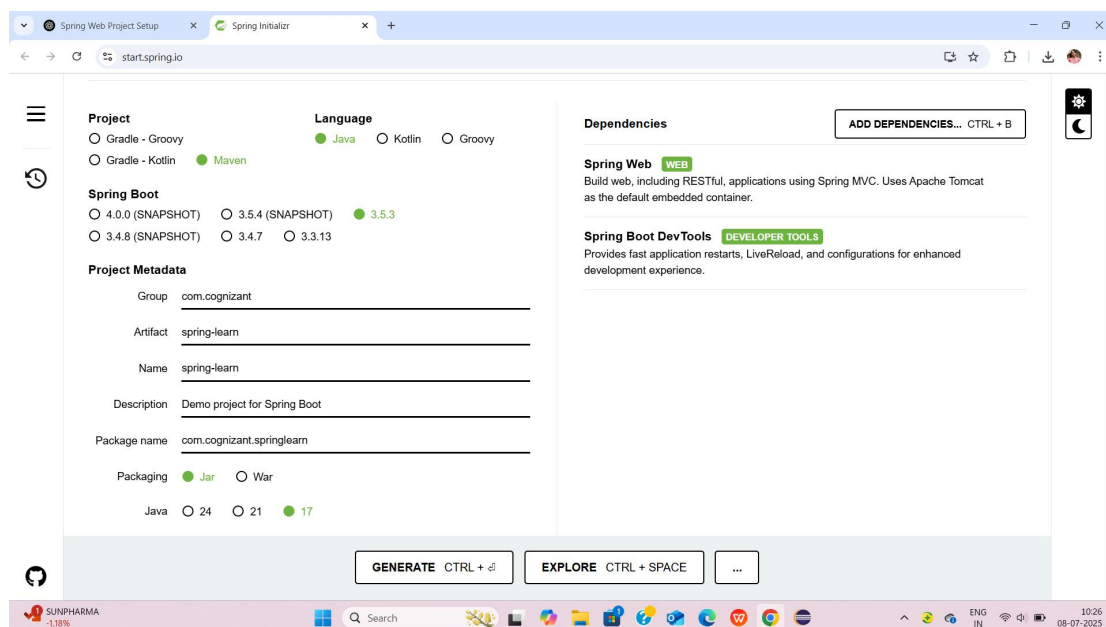 Spring Web Project Setup
Spring Initializr
start.spring.io
Project
Gradle - Groovy
Gradle - Kotlin Maven
Language
Java Kotlin Groovy
Spring Boot
4.0.0 (SNAPSHOT) 3.5.4 (SNAPSHOT) 3.5.3
3.4.8 (SNAPSHOT) 3.4.7 3.3.13
Project Metadata
Group com.cognizant
Artifact spring-learn
Name spring-learn
Description Demo project for Spring Boot
Package name com.cognizant.springlearn
Packaging Jar War
Java 24 21 17
Dependencies
ADD DEPENDENCIES... CTRL + B
Spring Web WEB
Build web, including RESTful, applications using Spring MVC. Uses Apache Tomcat
as the default embedded container.
Spring Boot DevTools DEVELOPER TOOLS
Provides fast application restarts, LiveReload, and configurations for enhanced
development experience.
GENERATE CTRL + ⏎
EXPLORE CTRL + SPACE
...
1
SUNPHARMA
-1.18%
Search
1
ENG
IN
10:26
08-07-2025